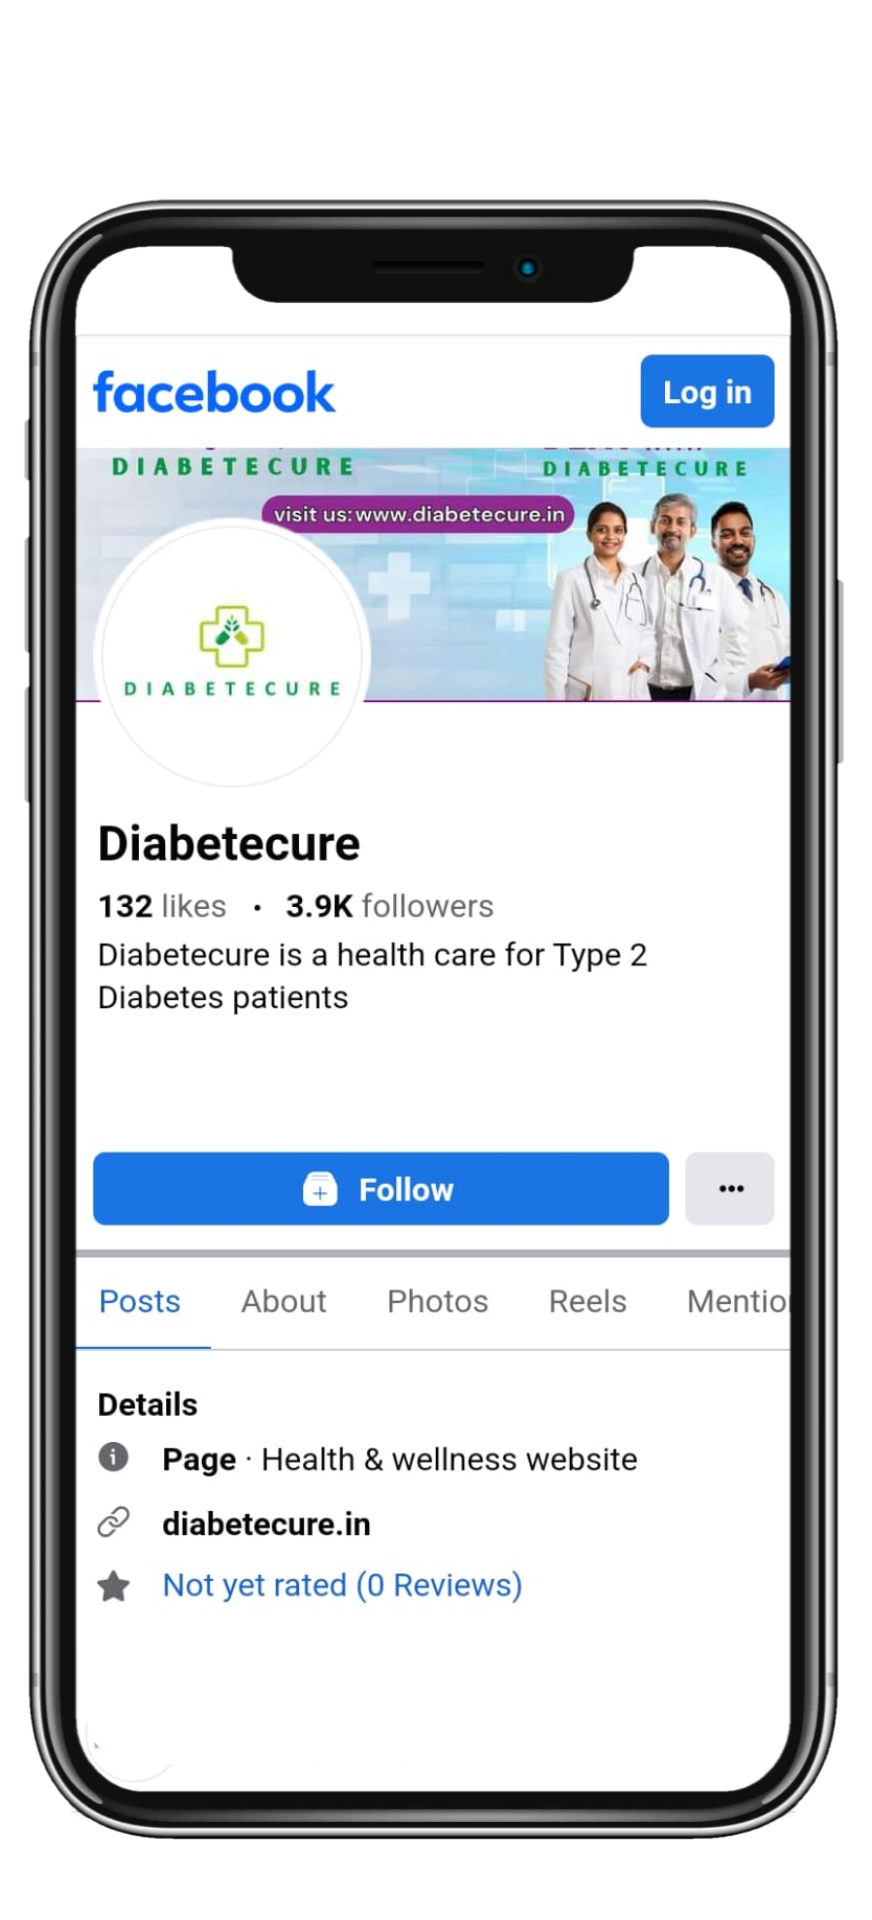 facebook
Log in
DIABETECURE
DIABETECURE
visit us: www.diabetecure.in
DIABETECURE
Diabetecure
132 likes · 3.9K followers
Diabetecure is a health care for Type 2
Diabetes patients
Follow
Posts About Photos Reels Mentio
Details
Page · Health & wellness website
diabetecure.in
Not yet rated (0 Reviews)